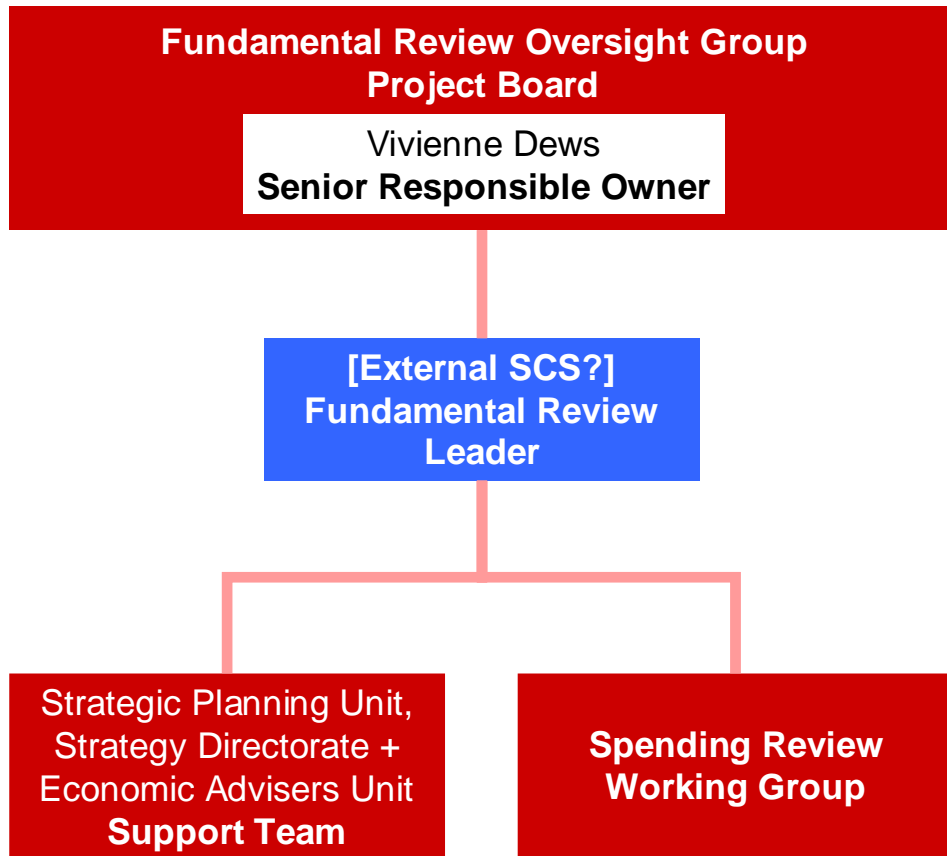 Fundamental Review Oversight Group
Project Board
Vivienne Dews
Senior Responsible Owner
[External SCS?]
Fundamental Review
Leader
Strategic Planning Unit,
Strategy Directorate +
Economic Advisers Unit
Support Team
Spending Review
Working Group